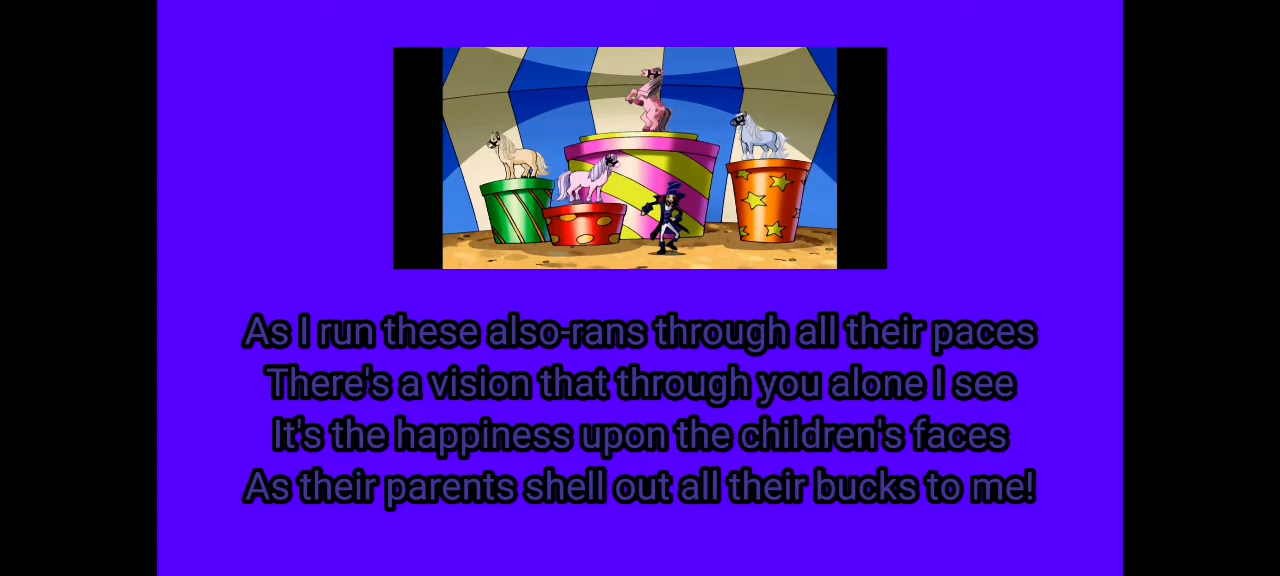 As I run these also-rans through all their paces
There's a vision that through you alone I see
It's the happiness upon the children's faces
As their parents shell out all their bucks to me!